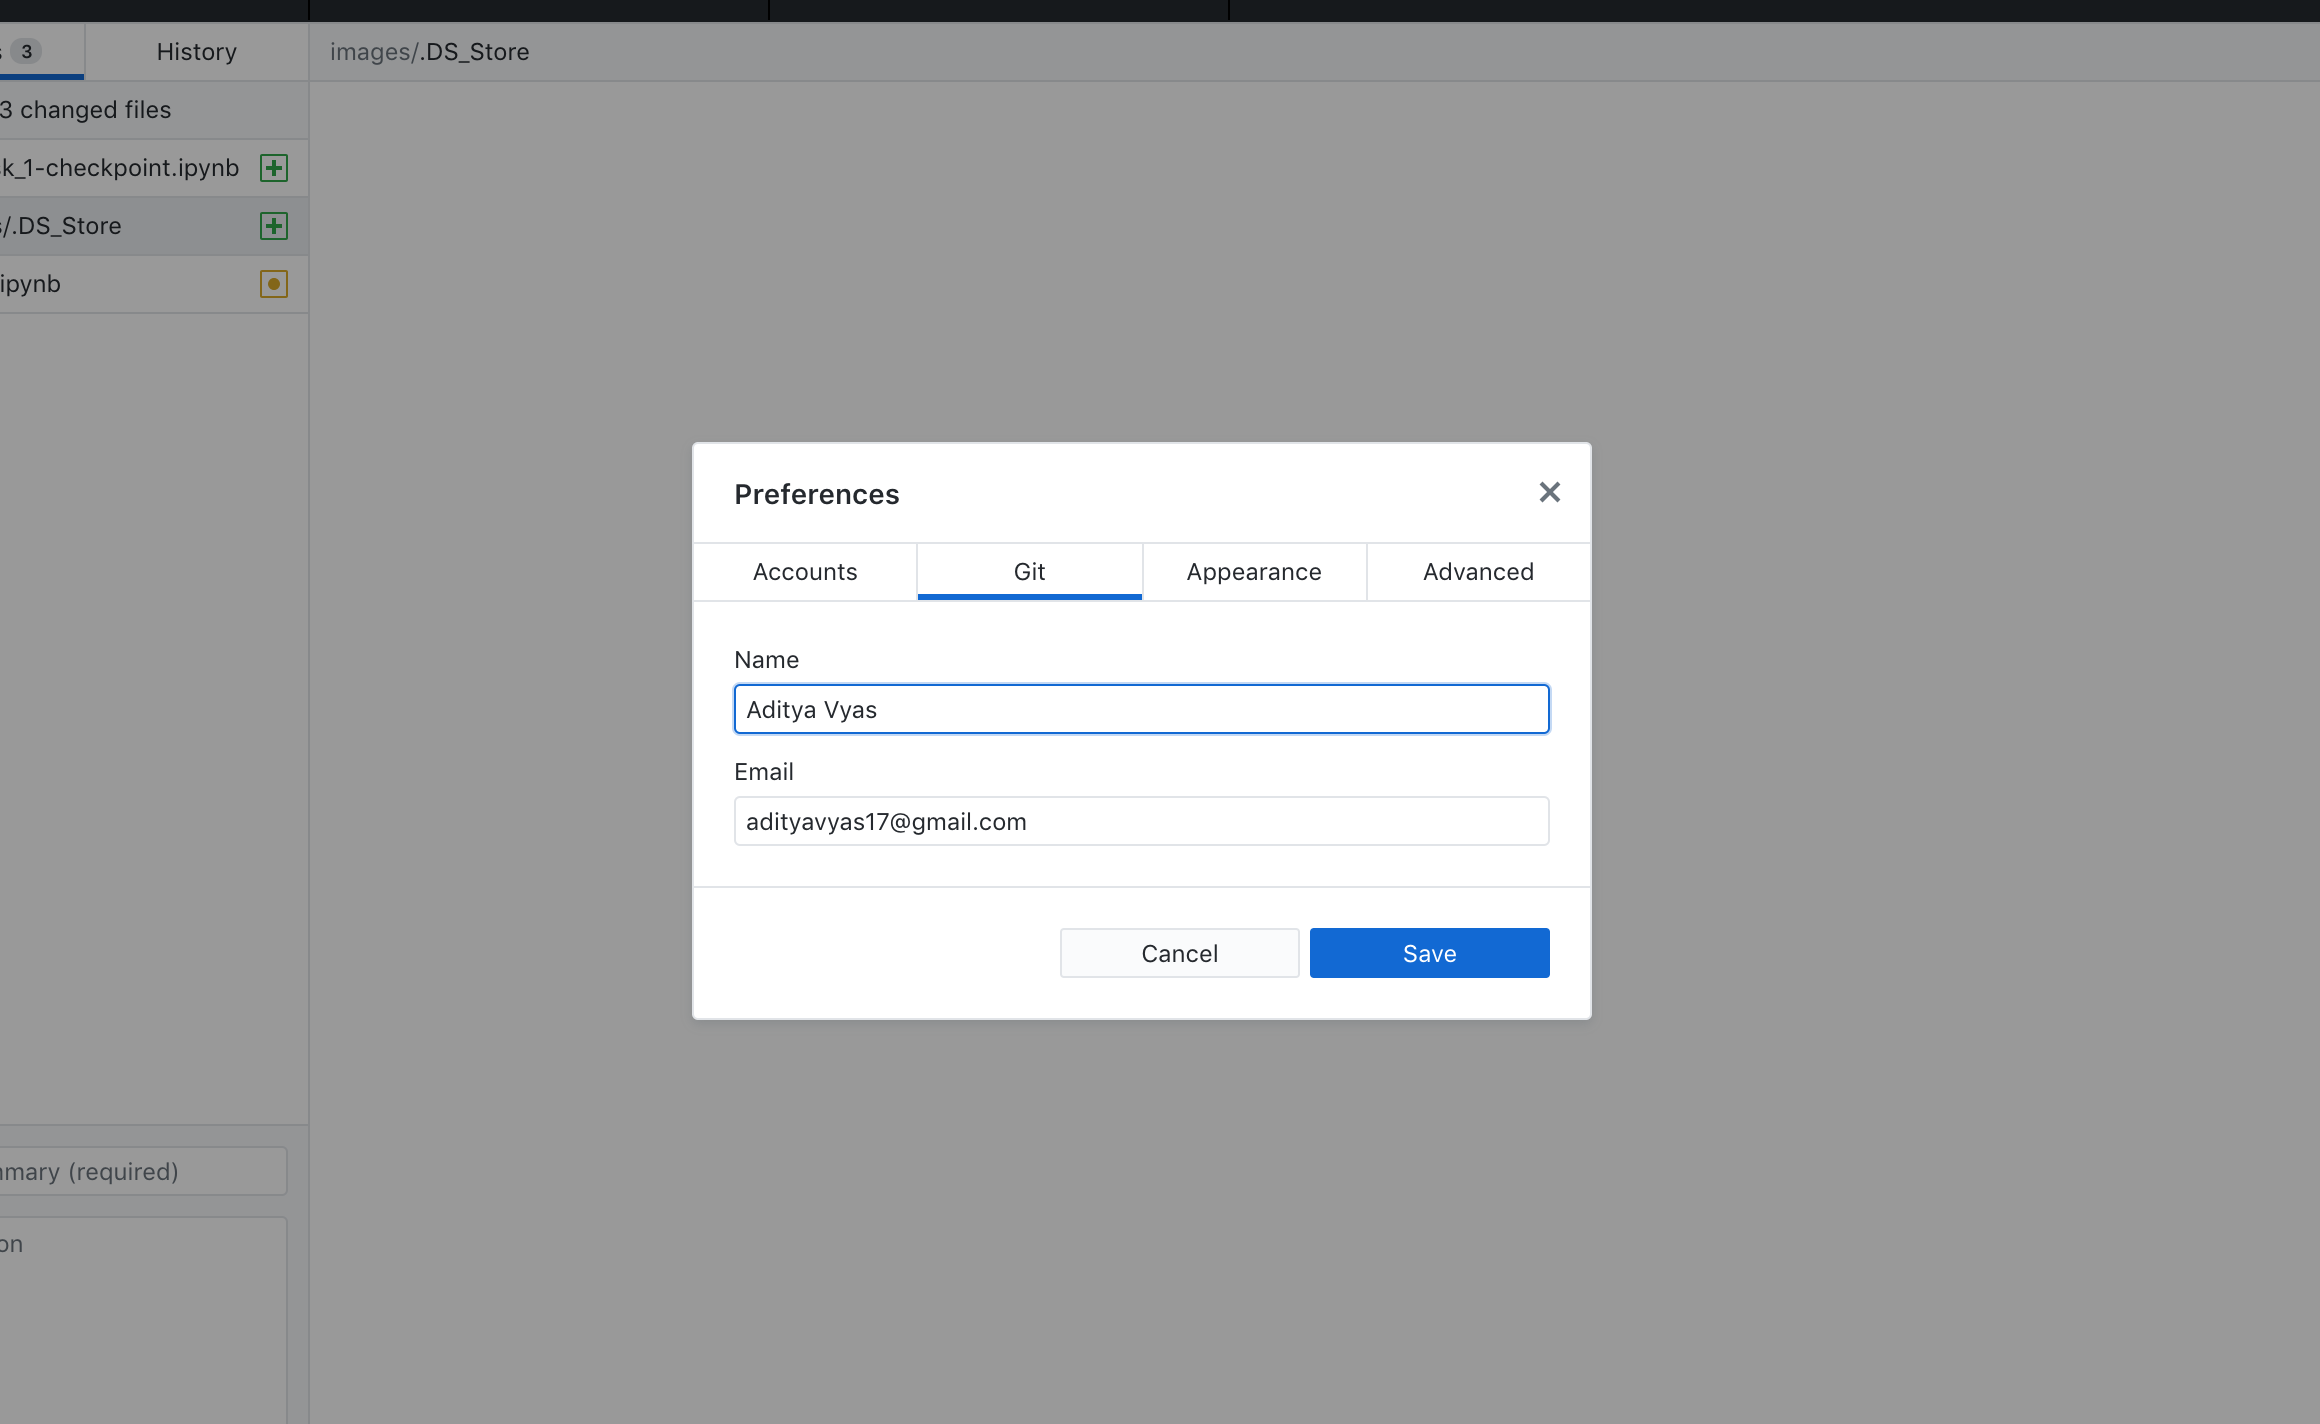 3
History
images/.DS_Store
3 changed files
k_1-checkpoint.ipynb
/.DS_Store
ipynb
Preferences
Accounts
Git
Appearance
Advanced
Name
Aditya Vyas
Email
adityavyas17@gmail.com
Cancel
Save
mary (required)
on